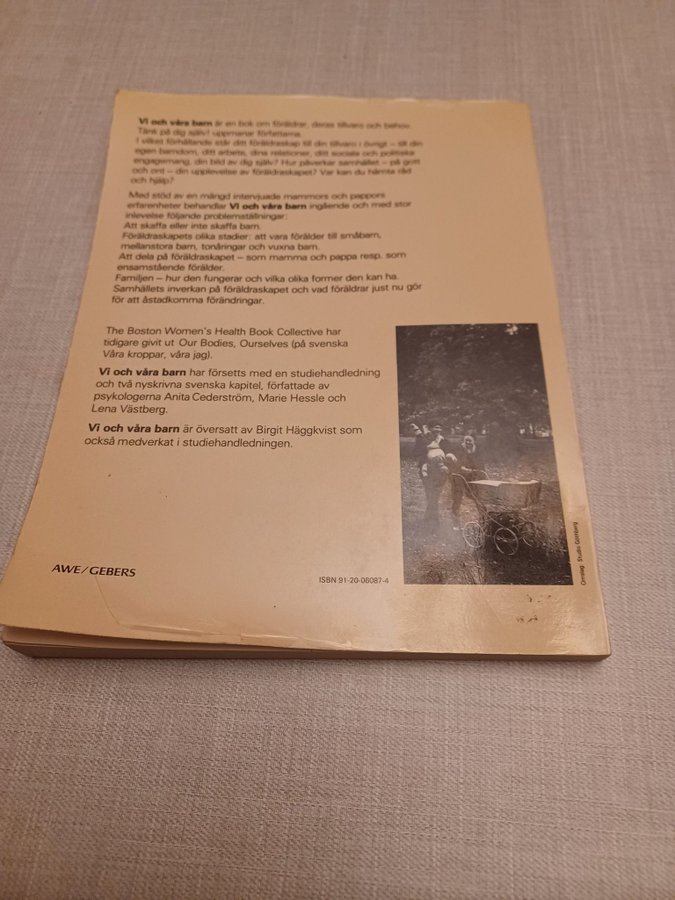 Vi och våra barn är en bok om föräldrar, deras tillvaro och behov.
Tänk på dig själv! uppmanar författarna.
I vilket förhållande står ditt föräldraskap till din tillvaro i övrigt – till din
egen barndom, ditt arbete, dina relationer, ditt sociala och politiska
engagemang, din bild av dig själv? Hur påverkar samhället – på gott
och ont – din upplevelse av föräldraskapet? Var kan du hämta råd
och hjälp?
Med stöd av en mängd intervjuade mammors och pappors
erfarenheter behandlar Vi och våra barn ingående och med stor
inlevelse följande problemställningar:
Att skaffa eller inte skaffa barn.
Föräldraskapets olika stadier: att vara förälder till småbarn,
mellanstora barn, tonåringar och vuxna barn.
Att dela på föräldraskapet – som mamma och pappa resp. som
ensamstående förälder.
Familjen – hur den fungerar och vilka olika former den kan ha.
Samhällets inverkan på föräldraskapet och vad föräldrar just nu gör
för att åstadkomma förändringar.
The Boston Women's Health Book Collective har
tidigare givit ut Our Bodies, Ourselves (på svenska
Våra kroppar, våra jag).
Vi och våra barn har försetts med en studiehandledning
och två nyskrivna svenska kapitel, författade av
psykologerna Anita Cederström, Marie Hessle och
Lena Västberg.
Vi och våra barn är översatt av Birgit Häggkvist som
också medverkat i studiehandledningen.
AWE/GEBERS
ISBN 91-20-06087-4
Omslag: Studio Göteborg